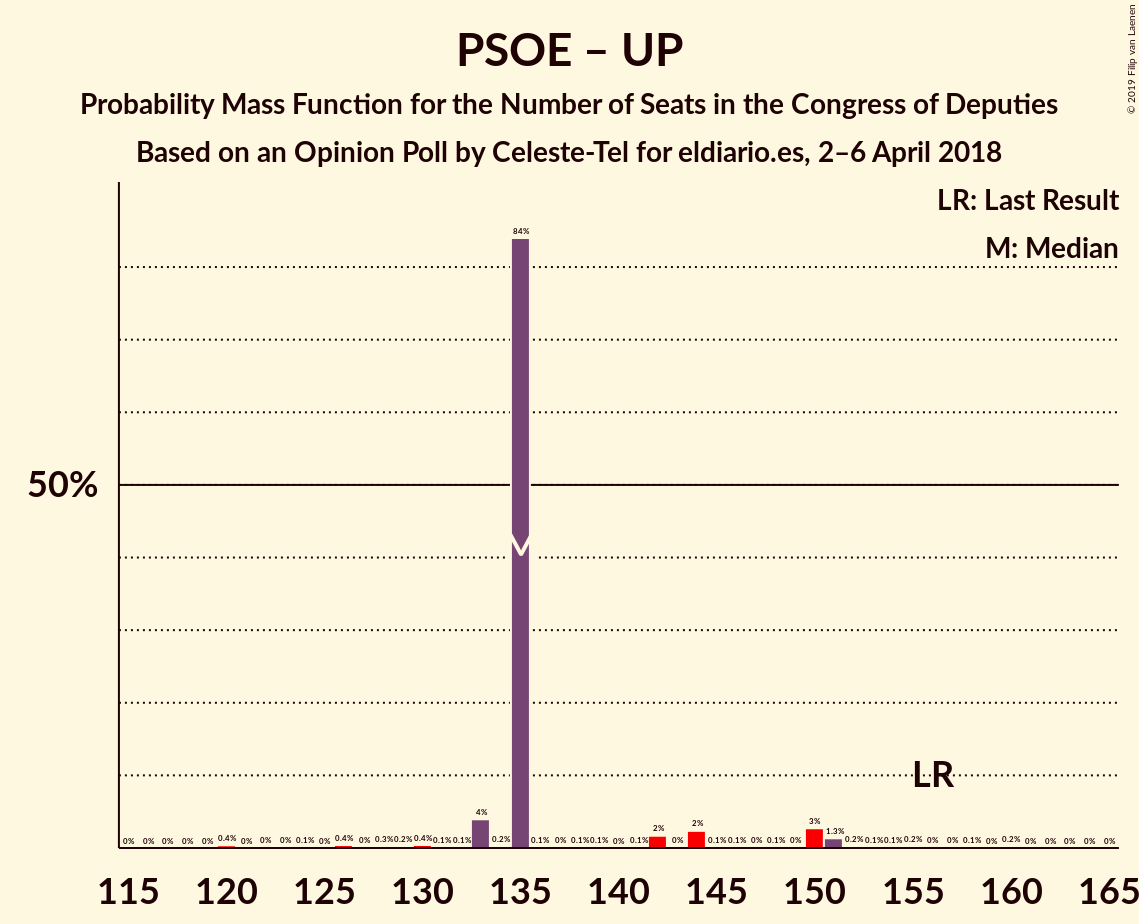 PSOE – UP
Probability Mass Function for the Number of Seats in the Congress of Deputies
Based on an Opinion Poll by Celeste-Tel for eldiario.es, 2–6 April 2018
© 2019 Filip van Laenen
LR: Last Result
M: Median
84%
50%
LR
0% 0% 0% 0% 0% 0.4% 0% 0% 0% 0.1% 0% 0.4% 0% 0.3% 0.2% 0.4% 0.1% 0.1% 4% 0.2% 0.1% 0% 0.1% 0.1% 0% 0.1% 2% 0% 2% 0.1% 0.1% 0% 0.1% 0% 3% 1.3% 0.2% 0.1% 0.1% 0.2% 0% 0% 0.1% 0% 0.2% 0% 0% 0% 0% 0%
115 120 125 130 135 140 145 150 155 160 165